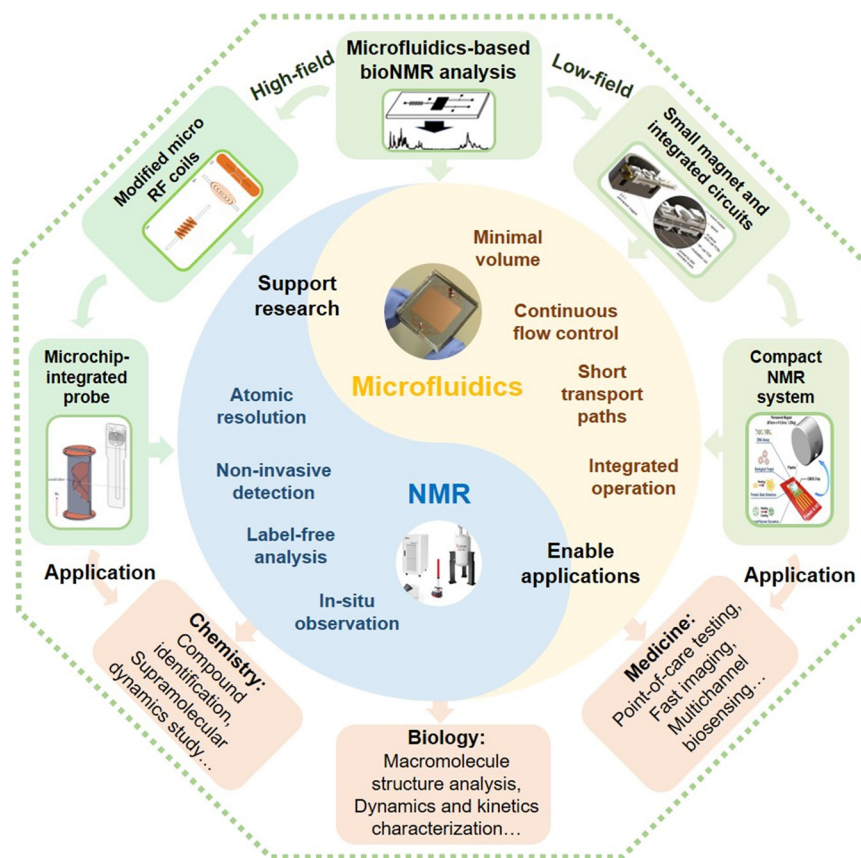 Microfluidics-based
bioNMR analysis
High-field
Low-field
Modified micro
RF coils
Small magnet and
integrated circuits
Support
research
Minimal
volume
Continuous
flow control
Microfluidics
Short
transport
paths
Integrated
operation
Atomic
resolution
Non-invasive
detection
Label-free
analysis
In-situ
observation
NMR
Enable
applications
Microchip-
integrated
probe
Compact
NMR
system
Application
Application
Chemistry:
Compound
identification,
Supramolecular
dynamics study…
Biology:
Macromolecule
structure analysis,
Dynamics and kinetics
characterization…
Medicine:
Point-of-care testing,
Fast imaging,
Multichannel
biosensing…